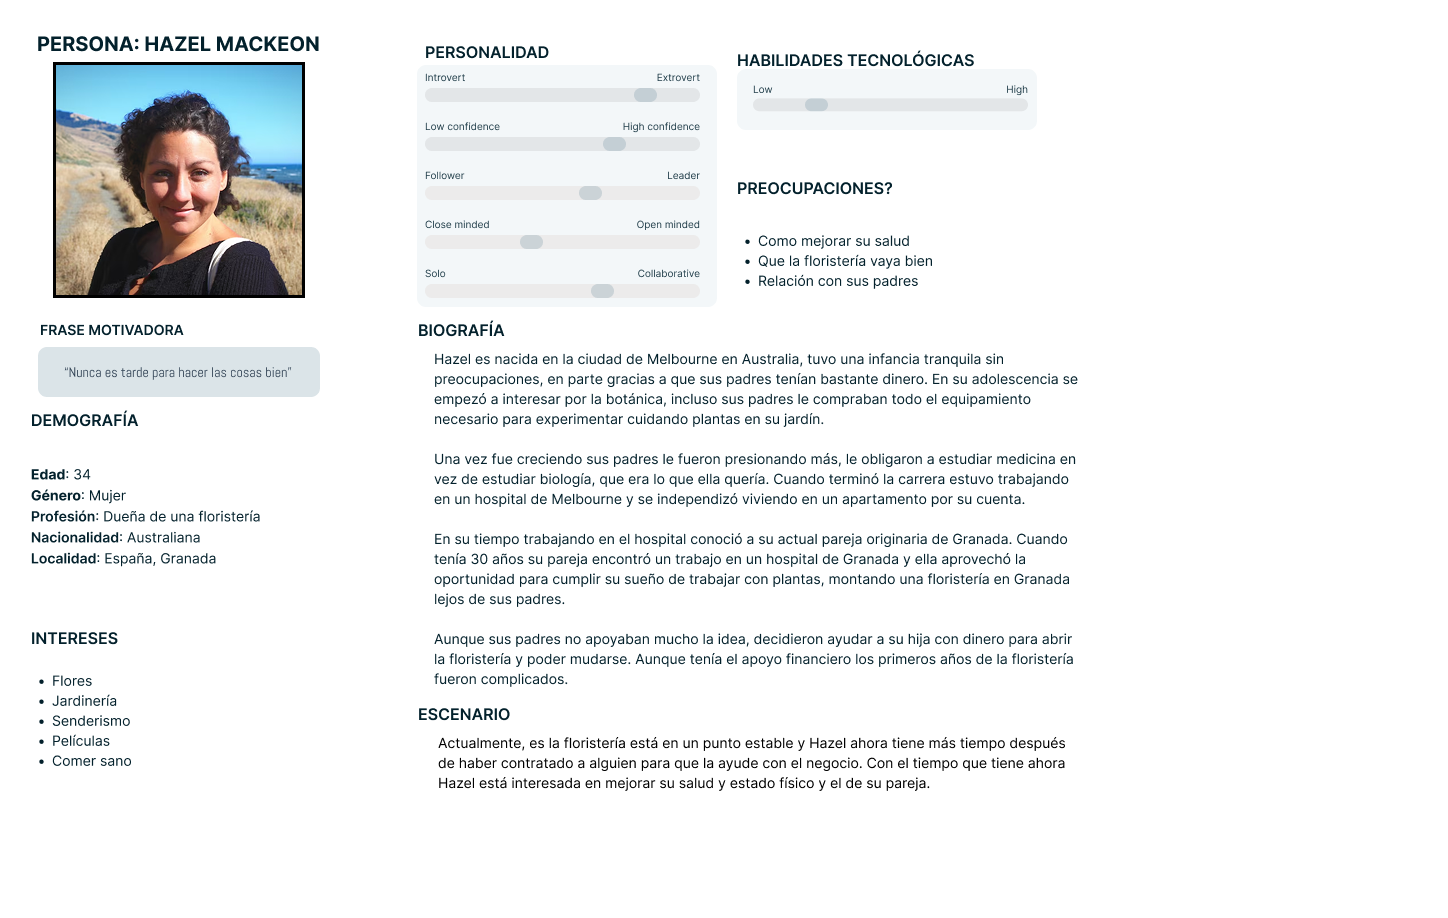 PERSONA: HAZEL MACKEON
FRASE MOTIVADORA
“Nunca es tarde para hacer las cosas bien”
DEMOGRAFÍA
Edad: 34
Género: Mujer
Profesión: Dueña de una floristería
Nacionalidad: Australiana
Localidad: España, Granada
INTERESES
• Flores
• Jardinería
• Senderismo
• Películas
• Comer sano
PERSONALIDAD
Introvert Extrovert
Low confidence High confidence
Follower Leader
Close minded Open minded
Solo Collaborative
HABILIDADES TECNOLÓGICAS
Low High
PREOCUPACIONES?
• Como mejorar su salud
• Que la floristería vaya bien
• Relación con sus padres
BIOGRAFÍA
Hazel es nacida en la ciudad de Melbourne en Australia, tuvo una infancia tranquila sin
preocupaciones, en parte gracias a que sus padres tenían bastante dinero. En su adolescencia se
empezó a interesar por la botánica, incluso sus padres le compraban todo el equipamiento
necesario para experimentar cuidando plantas en su jardín.
Una vez fue creciendo sus padres le fueron presionando más, le obligaron a estudiar medicina en
vez de estudiar biología, que era lo que ella quería. Cuando terminó la carrera estuvo trabajando
en un hospital de Melbourne y se independizó viviendo en un apartamento por su cuenta.
En su tiempo trabajando en el hospital conoció a su actual pareja originaria de Granada. Cuando
tenía 30 años su pareja encontró un trabajo en un hospital de Granada y ella aprovechó la
oportunidad para cumplir su sueño de trabajar con plantas, montando una floristería en Granada
lejos de sus padres.
Aunque sus padres no apoyaban mucho la idea, decidieron ayudar a su hija con dinero para abrir
la floristería y poder mudarse. Aunque tenía el apoyo financiero los primeros años de la floristería
fueron complicados.
ESCENARIO
Actualmente, es la floristería está en un punto estable y Hazel ahora tiene más tiempo después
de haber contratado a alguien para que la ayude con el negocio. Con el tiempo que tiene ahora
Hazel está interesada en mejorar su salud y estado físico y el de su pareja.